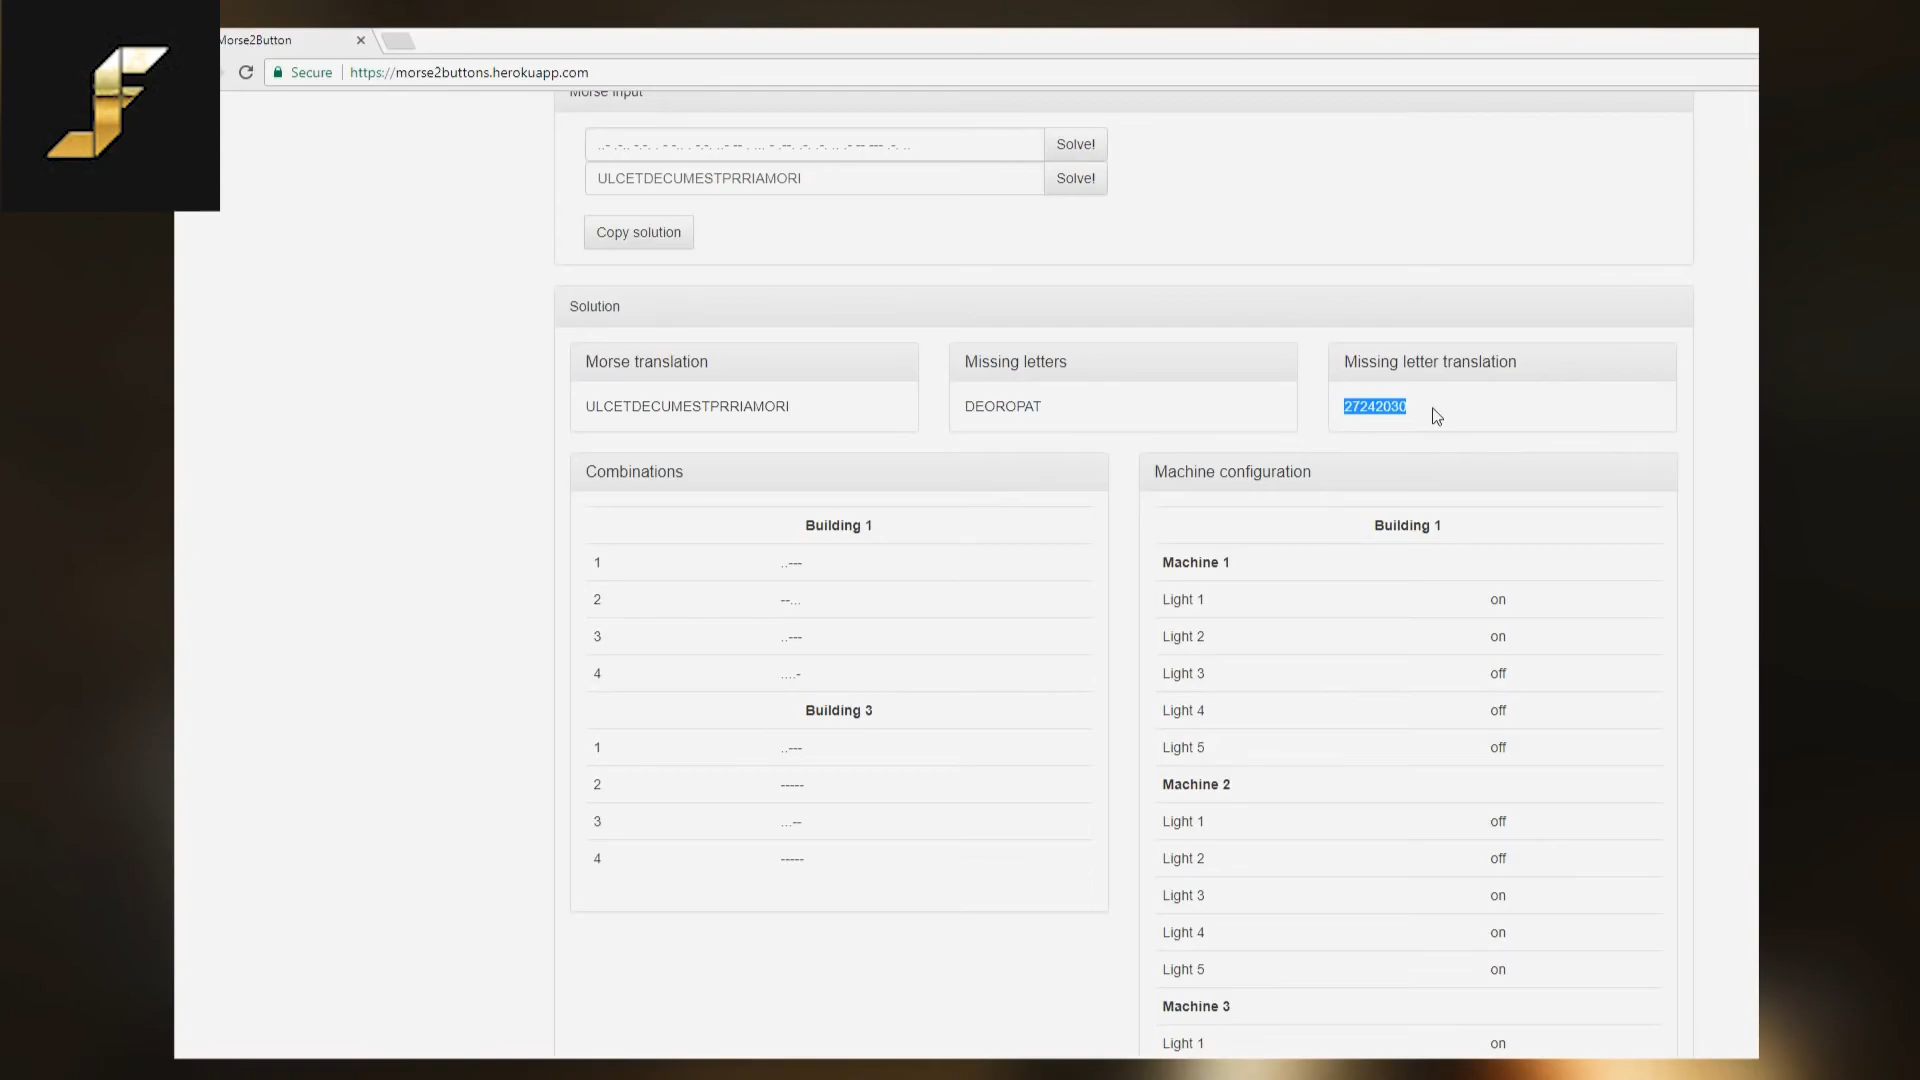 Morse2Button
Secure https://morse2buttons.herokuapp.com
Morse input
..- .-.. -.-. . - -.. . -.-. ..- -- . ... - .--. .-. .-. .. .- -- --- .-. .. Solve!
ULCETDECUMESTPRRIAMORI Solve!
Copy solution
Solution
Morse translation
ULCETDECUMESTPRRIAMORI
Missing letters
DEOROPAT
Missing letter translation
27242030
Combinations
Building 1
1 ..---
2 --...
3 ..---
4 ....-
Building 3
1 ..---
2 -----
3 ...--
4 -----
Machine configuration
Building 1
Machine 1
Light 1 on
Light 2 on
Light 3 off
Light 4 off
Light 5 off
Machine 2
Light 1 off
Light 2 off
Light 3 on
Light 4 on
Light 5 on
Machine 3
Light 1 on